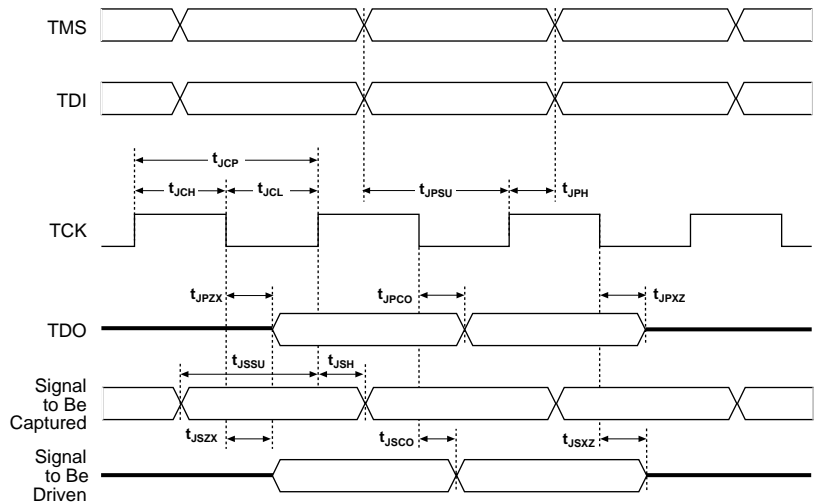 TMS
TDI
tJCP
tJCH
tJCL
tJPSU
tJPH
TCK
tJPZX
tJPCO
tJPXZ
TDO
tJSSU
tJSH
Signal
to Be
Captured
tJSZX
tJSCO
tJSXZ
Signal
to Be
Driven